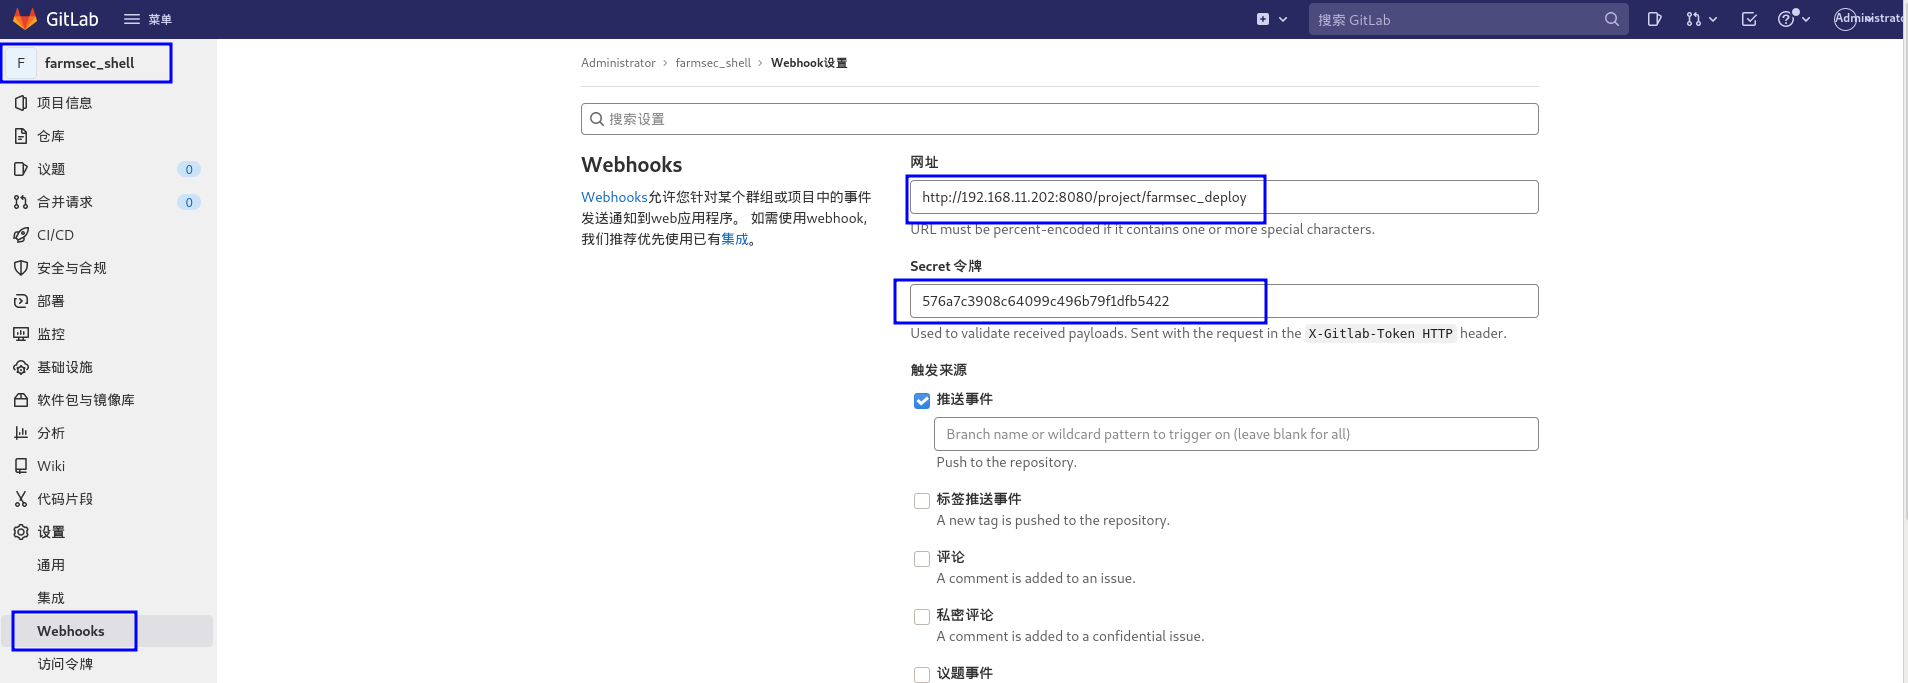 GitLab
菜单
搜索 GitLab
Administrato
F
farmsec_shell
项目信息
仓库
议题
0
合并请求
0
CI/CD
安全与合规
部署
监控
基础设施
软件包与镜像库
分析
Wiki
代码片段
设置
通用
集成
Webhooks
访问令牌
Administrator > farmsec_shell > Webhook设置
搜索设置
Webhooks
Webhooks允许您针对某个群组或项目中的事件
发送通知到web应用程序。 如需使用webhook,
我们推荐优先使用已有集成。
网址
http://192.168.11.202:8080/project/farmsec_deploy
URL must be percent-encoded if it contains one or more special characters.
Secret 令牌
576a7c3908c64099c496b79f1dfb5422
Used to validate received payloads. Sent with the request in the X-Gitlab-Token HTTP header.
触发来源
推送事件
Branch name or wildcard pattern to trigger on (leave blank for all)
Push to the repository.
标签推送事件
A new tag is pushed to the repository.
评论
A comment is added to an issue.
私密评论
A comment is added to a confidential issue.
议题事件